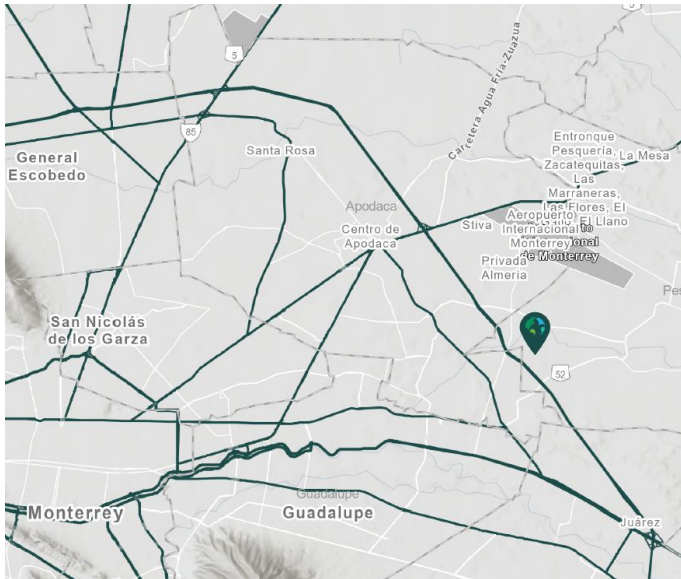 5
5
Carretera Agua Fría-Zuazua
85
General
Escobedo
Santa Rosa
Entronque
Pesquería,
Zacatequitas,
Las
Marraneras,
Las Flores, El
El Llano
La Mesa
Apodaca
Centro de
Apodaca
Stiva
Aeropuerto
Internacional
Monterrey
de Monterrey
Privada
Almeria
Pes
San Nicolás
de los Garza
52
Monterrey
Guadalupe
Guadalupe
Juárez